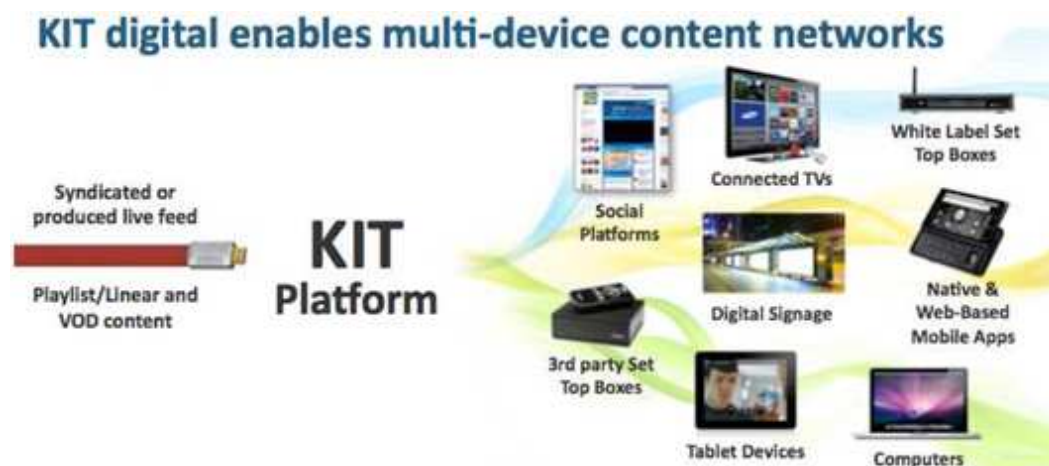 KIT digital enables multi-device content networks
Syndicated or
produced live feed
Playlist/Linear and
VOD content
KIT
Platform
Social
Platforms
Connected TVs
White Label Set
Top Boxes
Digital Signage
Native &
Web-Based
Mobile Apps
3rd party Set
Top Boxes
Tablet Devices
Computers